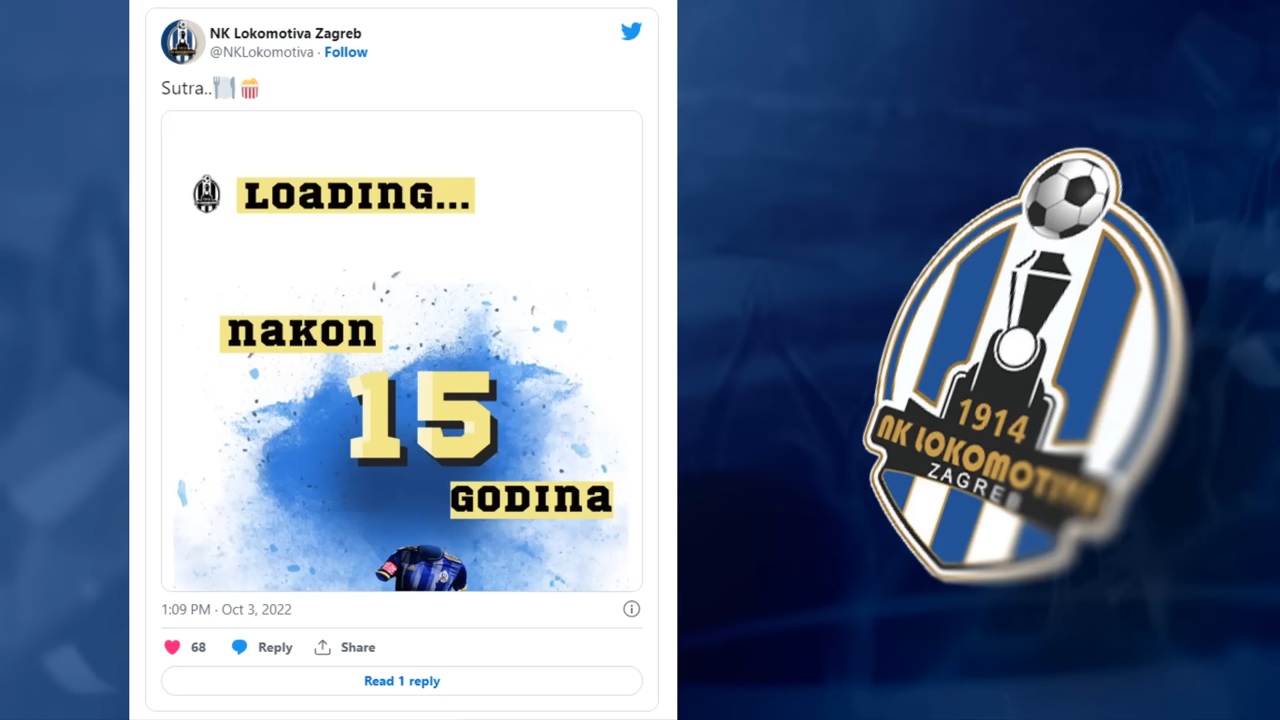 NK Lokomotiva Zagreb
@NKLokomotiva · Follow
Sutra..🍽️🍿
LOADING...
NAKON
15
GODINA
1:09 PM · Oct 3, 2022
68 Reply Share
Read 1 reply
1914
NK LOKOMOTIVA
ZAGREB